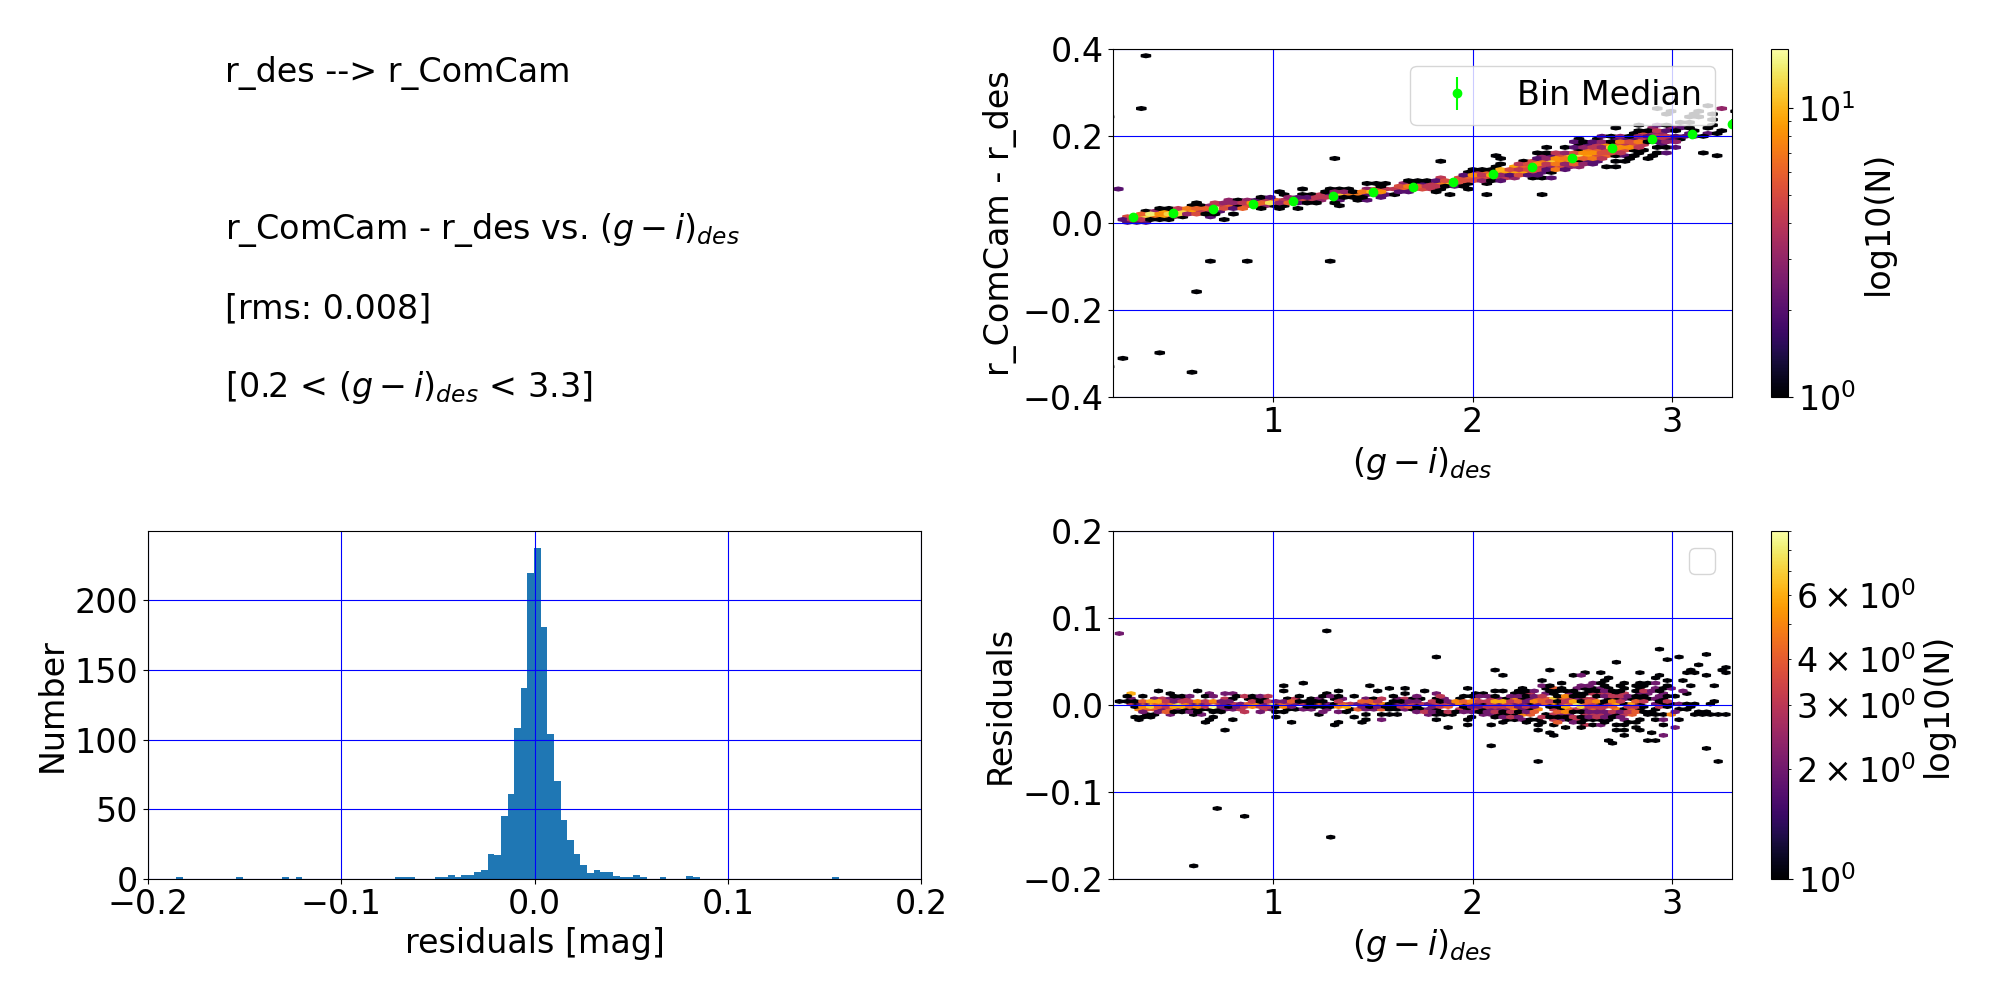 r_des --> r_ComCam
r_ComCam - r_des vs. (g − i)des
[rms: 0.008]
[0.2 < (g − i)des < 3.3]
r_ComCam - r_des
0.4
0.2
0.0
−0.2
−0.4
Bin Median
1
2
3
(g − i)des
10¹
10⁰
log10(N)
Number
200
150
100
50
0
−0.2
−0.1
0.0
0.1
0.2
residuals [mag]
Residuals
0.2
0.1
0.0
−0.1
−0.2
1
2
3
(g − i)des
6 × 10⁰
4 × 10⁰
3 × 10⁰
2 × 10⁰
10⁰
log10(N)